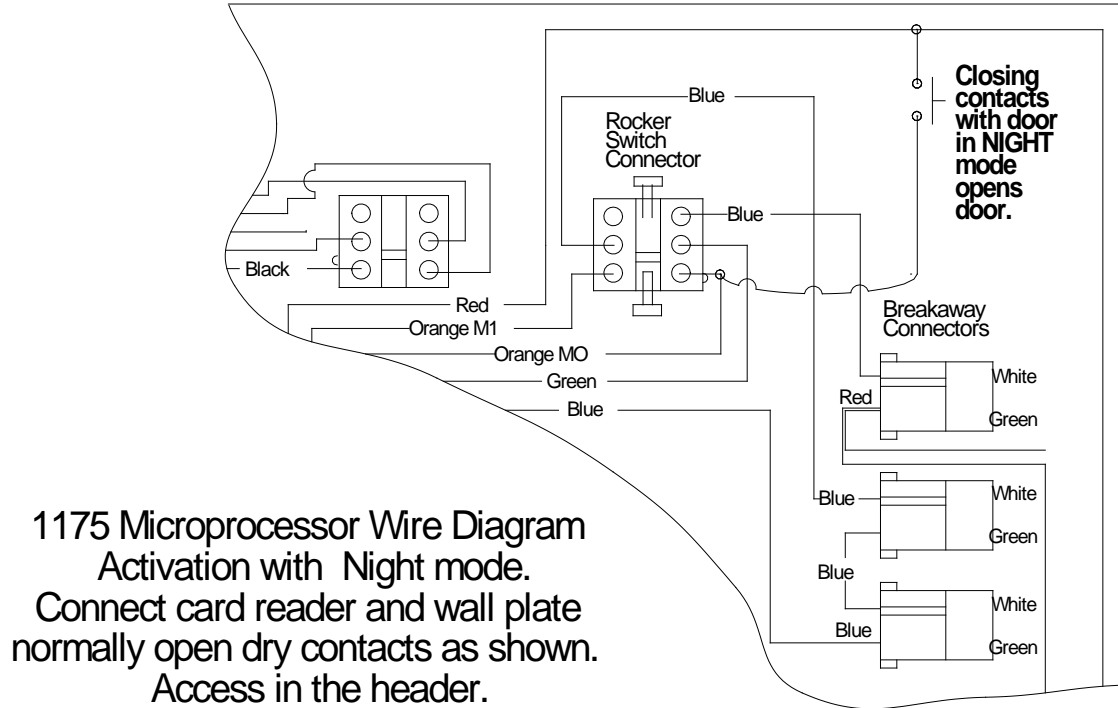 Blue
Rocker
Switch
Connector
Closing
contacts
with door
in NIGHT
mode
opens
door.
Blue
Black
Red
Orange M1
Orange MO
Green
Blue
Breakaway
Connectors
White
Red
Green
Blue
White
Green
Blue
White
Blue
Green
1175 Microprocessor Wire Diagram
Activation with Night mode.
Connect card reader and wall plate
normally open dry contacts as shown.
Access in the header.